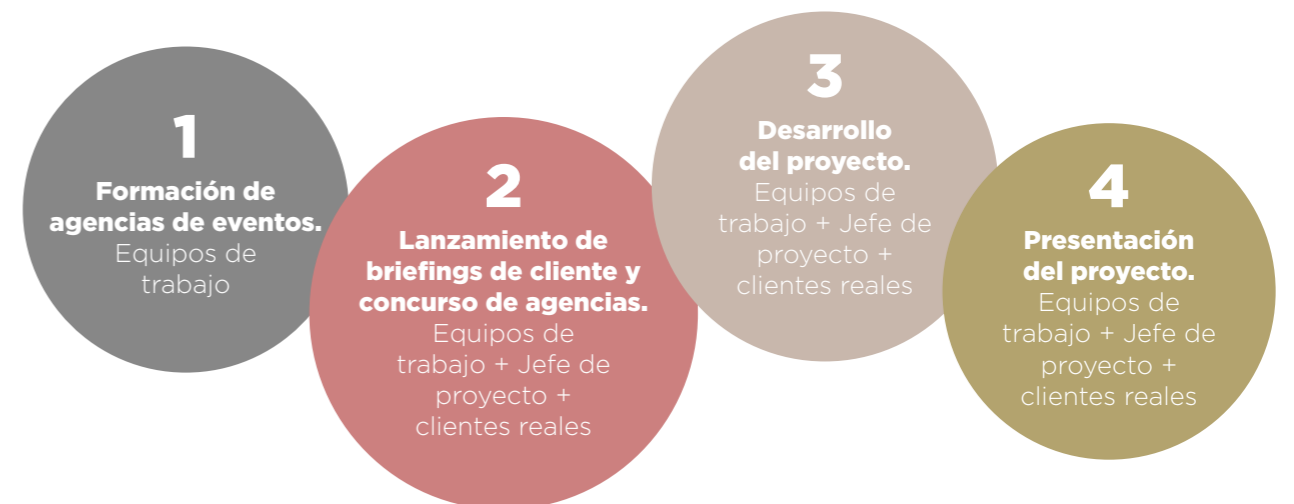 1
Formación de
agencias de eventos.
Equipos de
trabajo
2
Lanzamiento de
briefings de cliente y
concurso de agencias.
Equipos de
trabajo + Jefe de
proyecto +
clientes reales
3
Desarrollo
del proyecto.
Equipos de
trabajo + Jefe de
proyecto +
clientes reales
4
Presentación
del proyecto.
Equipos de
trabajo + Jefe de
proyecto +
clientes reales